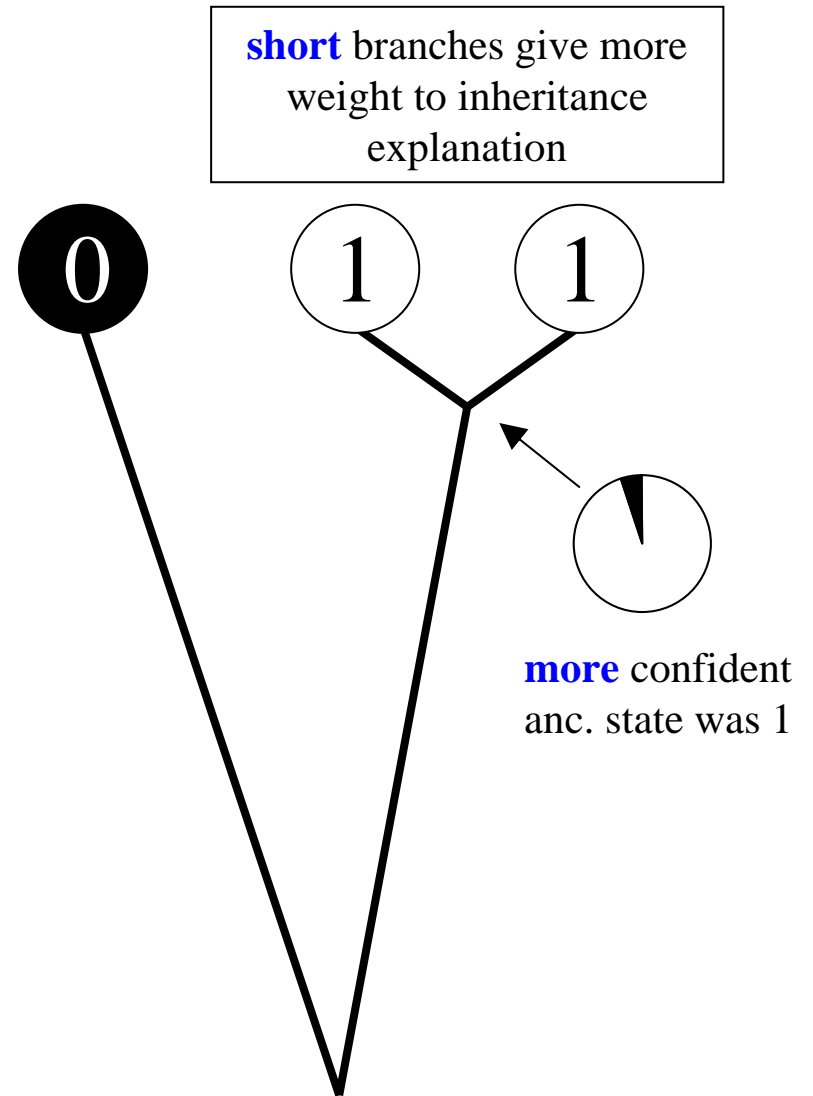 short branches give more
weight to inheritance
explanation
0 1 1
more confident
anc. state was 1